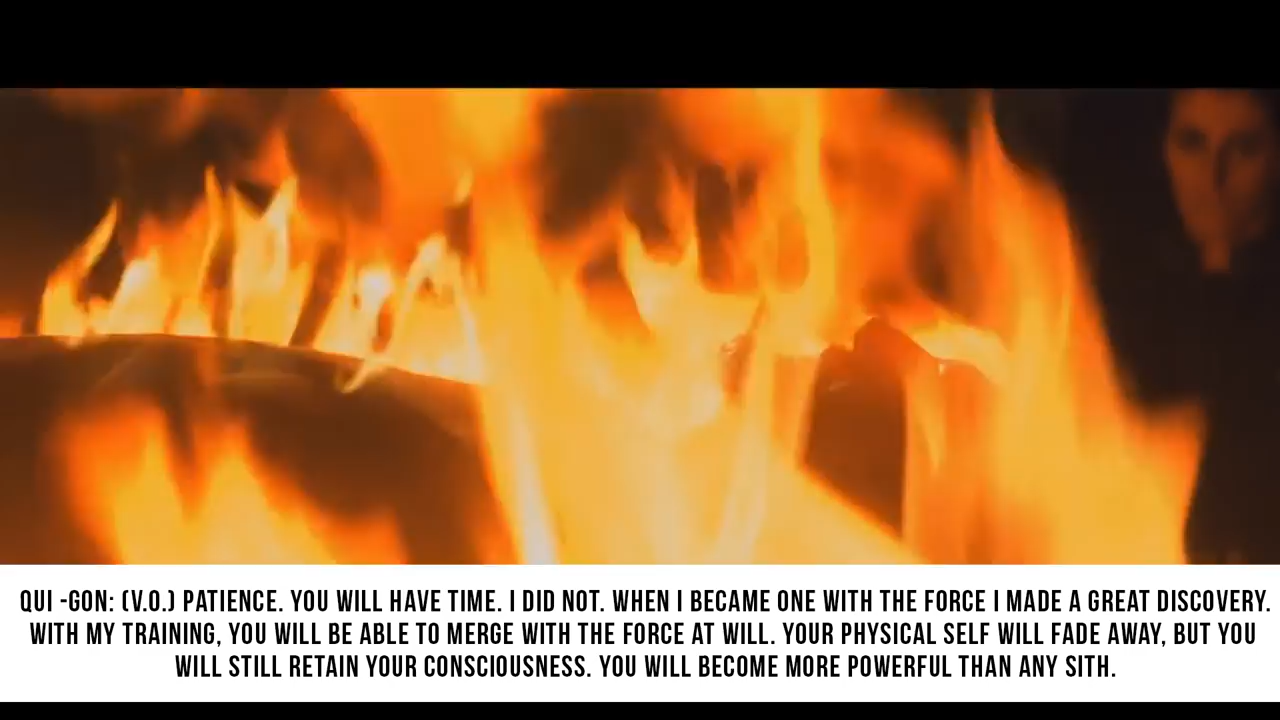 QUI -GON: (V.O.) PATIENCE. YOU WILL HAVE TIME. I DID NOT. WHEN I BECAME ONE WITH THE FORCE I MADE A GREAT DISCOVERY.
WITH MY TRAINING, YOU WILL BE ABLE TO MERGE WITH THE FORCE AT WILL. YOUR PHYSICAL SELF WILL FADE AWAY, BUT YOU
WILL STILL RETAIN YOUR CONSCIOUSNESS. YOU WILL BECOME MORE POWERFUL THAN ANY SITH.